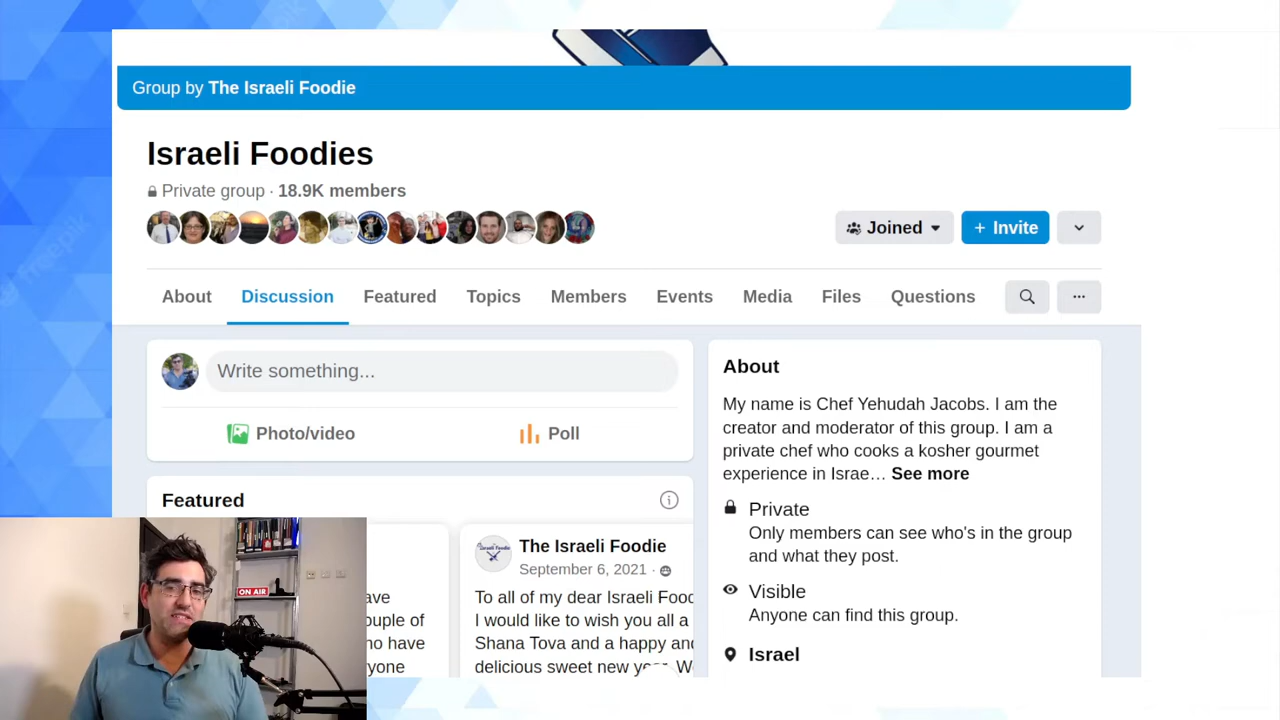 Group by The Israeli Foodie
Israeli Foodies
Private group · 18.9K members
Joined
+ Invite
About
Discussion
Featured
Topics
Members
Events
Media
Files
Questions
Write something...
Photo/video
Poll
Featured
ave
ouple of
ho have
yone
The Israeli Foodie
September 6, 2021 ·
To all of my dear Israeli Food
I would like to wish you all a
Shana Tova and a happy and
delicious sweet new year. W
About
My name is Chef Yehudah Jacobs. I am the
creator and moderator of this group. I am a
private chef who cooks a kosher gourmet
experience in Israe… See more
Private
Only members can see who's in the group
and what they post.
Visible
Anyone can find this group.
Israel
ON AIR